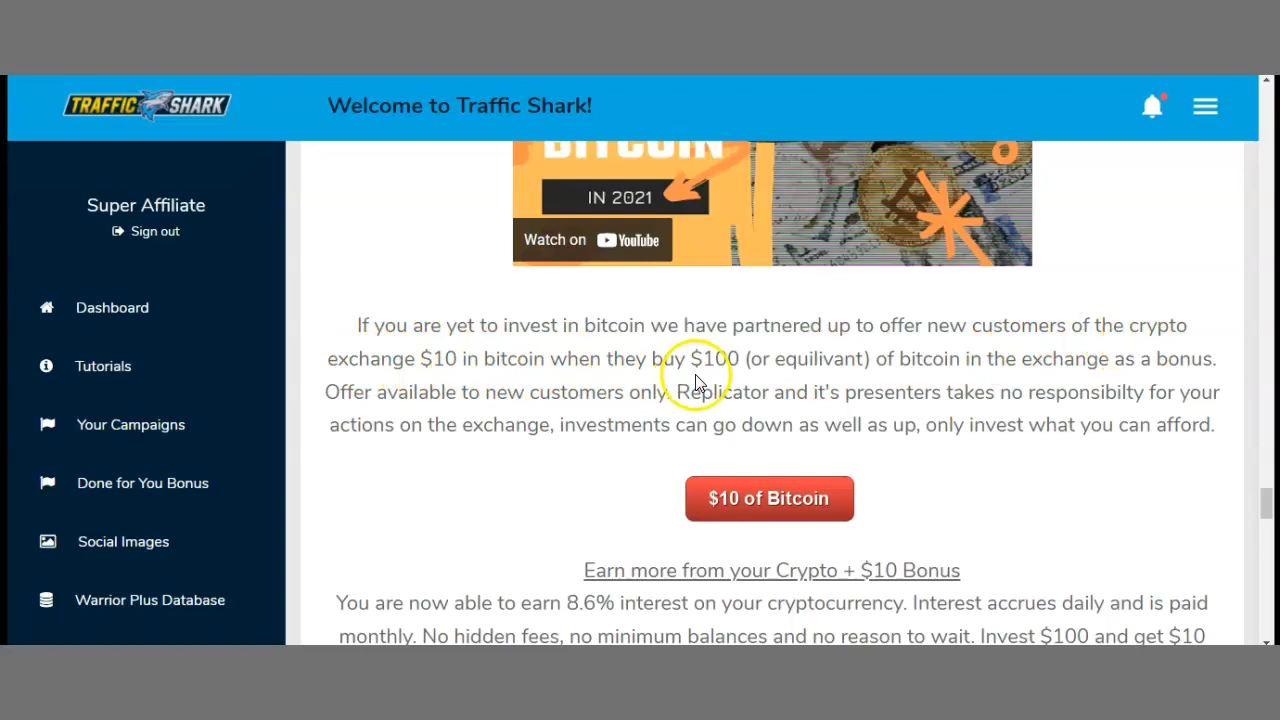 TRAFFIC SHARK
Welcome to Traffic Shark!
Super Affiliate
Sign out
Dashboard
Tutorials
Your Campaigns
Done for You Bonus
Social Images
Warrior Plus Database
BITCOIN
IN 2021
Watch on YouTube
If you are yet to invest in bitcoin we have partnered up to offer new customers of the crypto
exchange $10 in bitcoin when they buy $100 (or equilivant) of bitcoin in the exchange as a bonus.
Offer available to new customers only. Replicator and it's presenters takes no responsibilty for your
actions on the exchange, investments can go down as well as up, only invest what you can afford.
$10 of Bitcoin
Earn more from your Crypto + $10 Bonus
You are now able to earn 8.6% interest on your cryptocurrency. Interest accrues daily and is paid
monthly. No hidden fees, no minimum balances and no reason to wait. Invest $100 and get $10